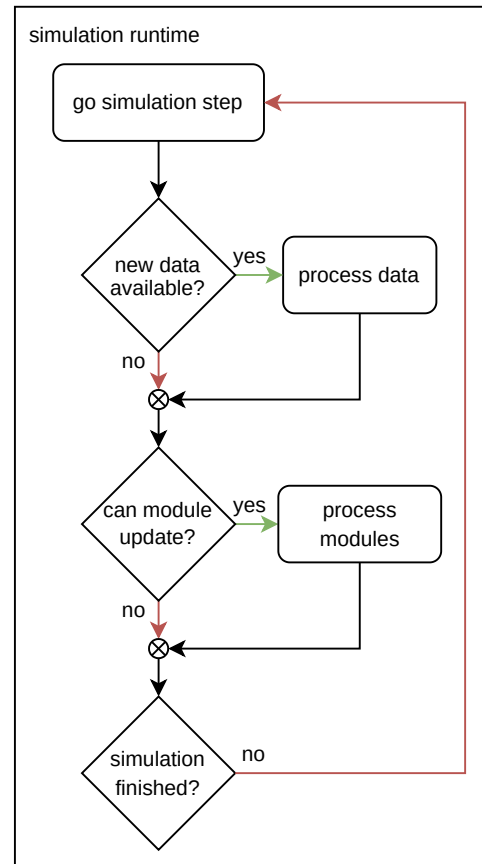 simulation runtime
go simulation step
new data
available?
yes
process data
no
can module
update?
yes
process
modules
no
simulation
finished?
no